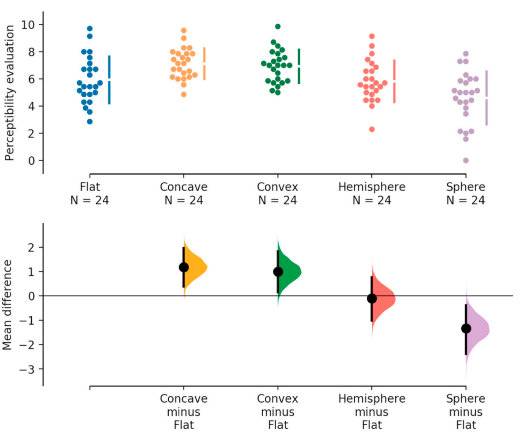 Perceptibility evaluation
10
8
6
4
2
0
Flat Concave Convex Hemisphere Sphere
N = 24 N = 24 N = 24 N = 24 N = 24
Mean difference
2
1
0
−1
−2
−3
Concave Convex Hemisphere Sphere
minus minus minus minus
Flat Flat Flat Flat